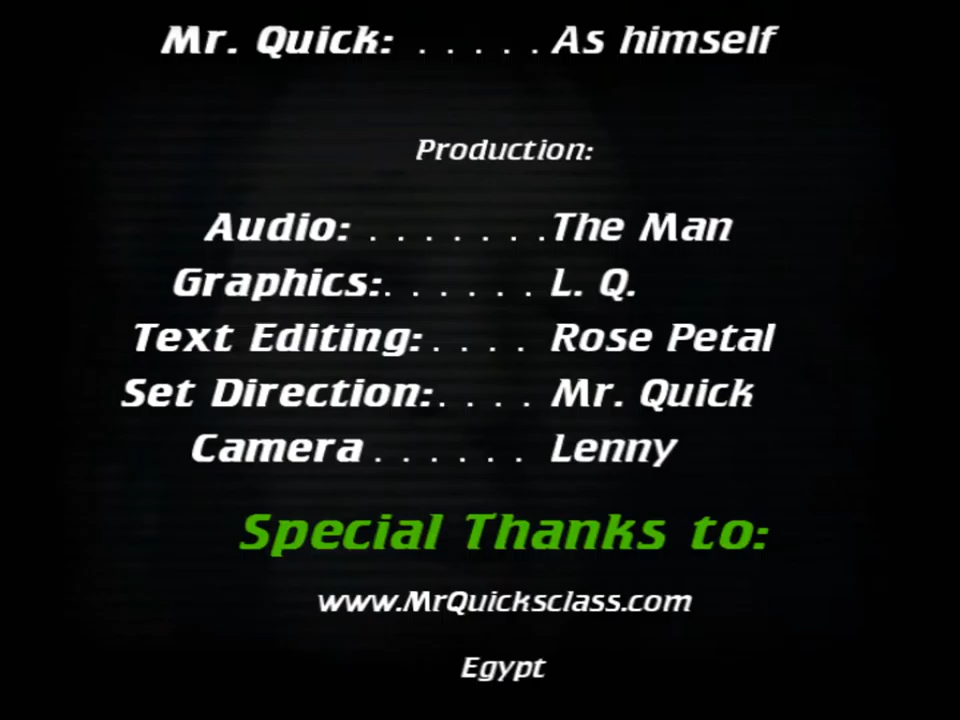 Mr. Quick: . . . . . As himself
Production:
Audio: . . . . . . . The Man
Graphics:. . . . . . L. Q.
Text Editing: . . . . Rose Petal
Set Direction:. . . . Mr. Quick
Camera . . . . . . Lenny
Special Thanks to:
www.MrQuicksclass.com
Egypt